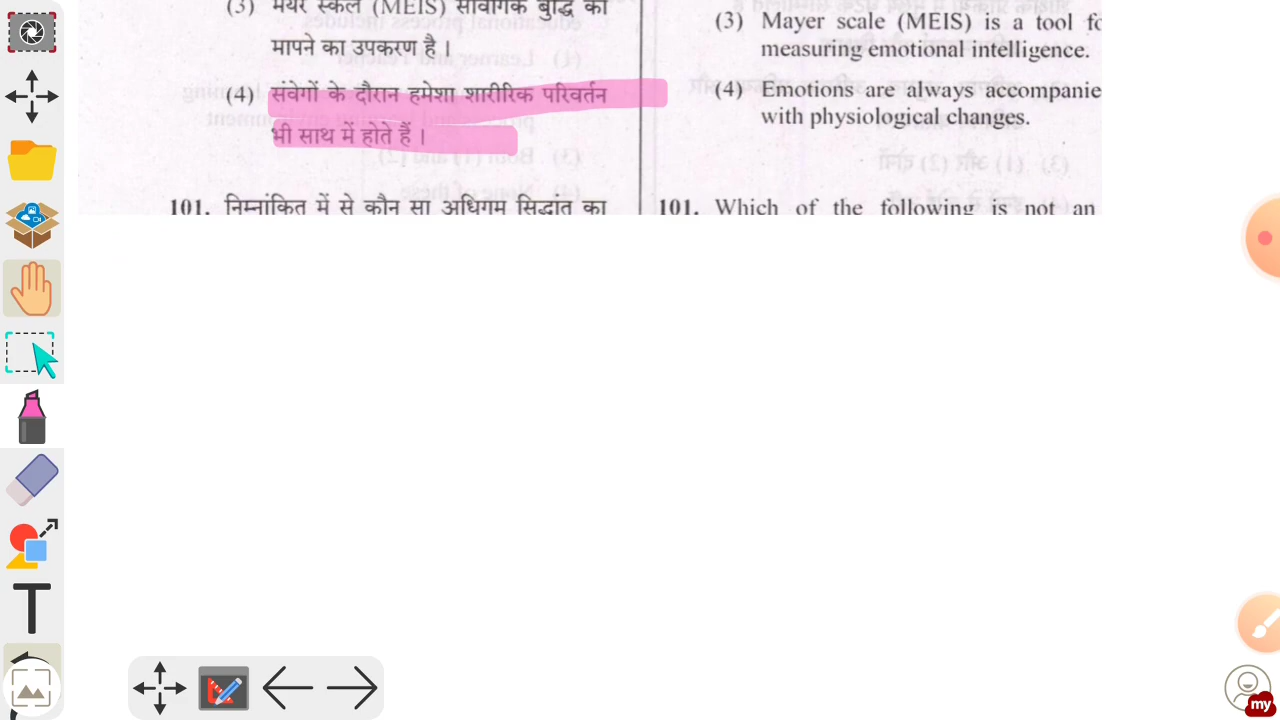 (3) मेयर स्केल (MEIS) सांवेगिक बुद्धि को
मापने का उपकरण है ।
(4) संवेगों के दौरान हमेशा शारीरिक परिवर्तन
भी साथ में होते हैं ।
101. निम्नांकित में से कौन सा अधिगम सिद्धांत का
(3) Mayer scale (MEIS) is a tool fo
measuring emotional intelligence.
(4) Emotions are always accompanie
with physiological changes.
101. Which of the following is not an
T
my